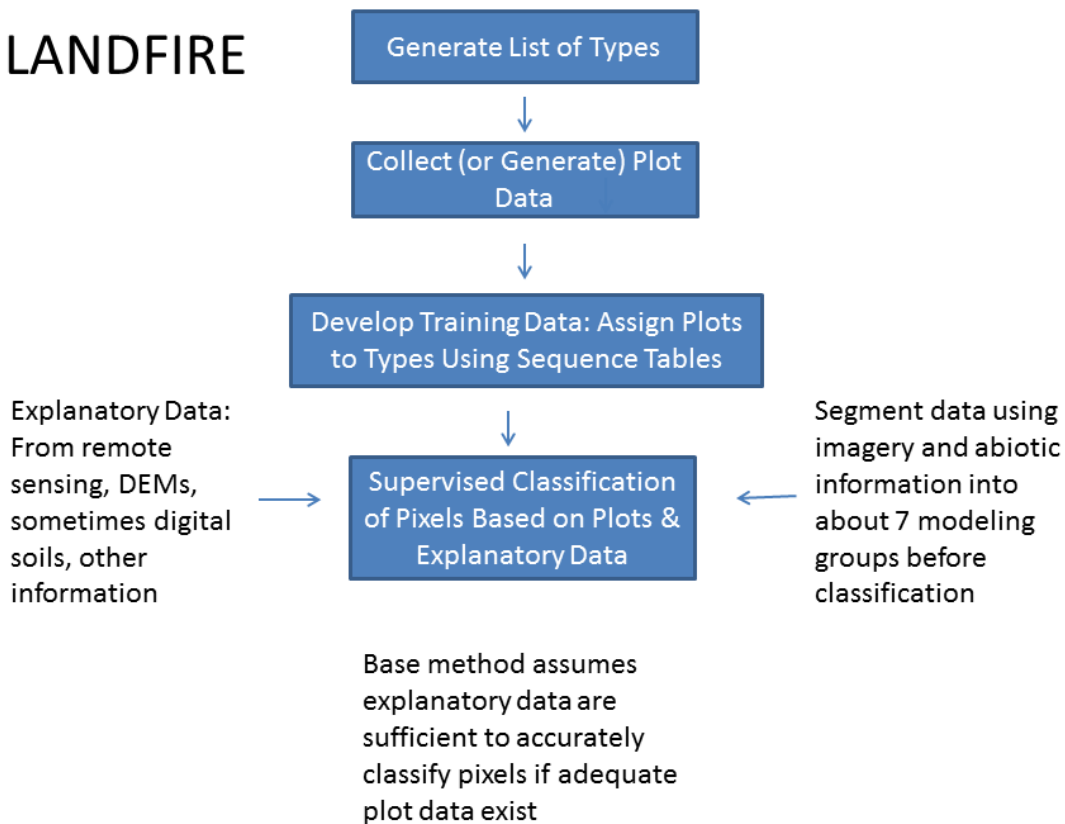 LANDFIRE
Generate List of Types
Collect (or Generate) Plot
Data
Develop Training Data: Assign Plots
to Types Using Sequence Tables
Explanatory Data:
From remote
sensing, DEMs,
sometimes digital
soils, other
information
Supervised Classification
of Pixels Based on Plots &
Explanatory Data
Segment data using
imagery and abiotic
information into
about 7 modeling
groups before
classification
Base method assumes
explanatory data are
sufficient to accurately
classify pixels if adequate
plot data exist